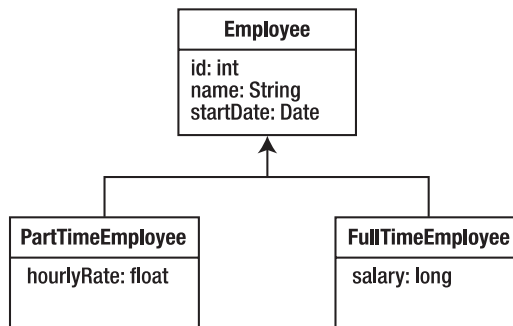 Employee
id: int
name: String
startDate: Date
PartTimeEmployee
hourlyRate: float
FullTimeEmployee
salary: long